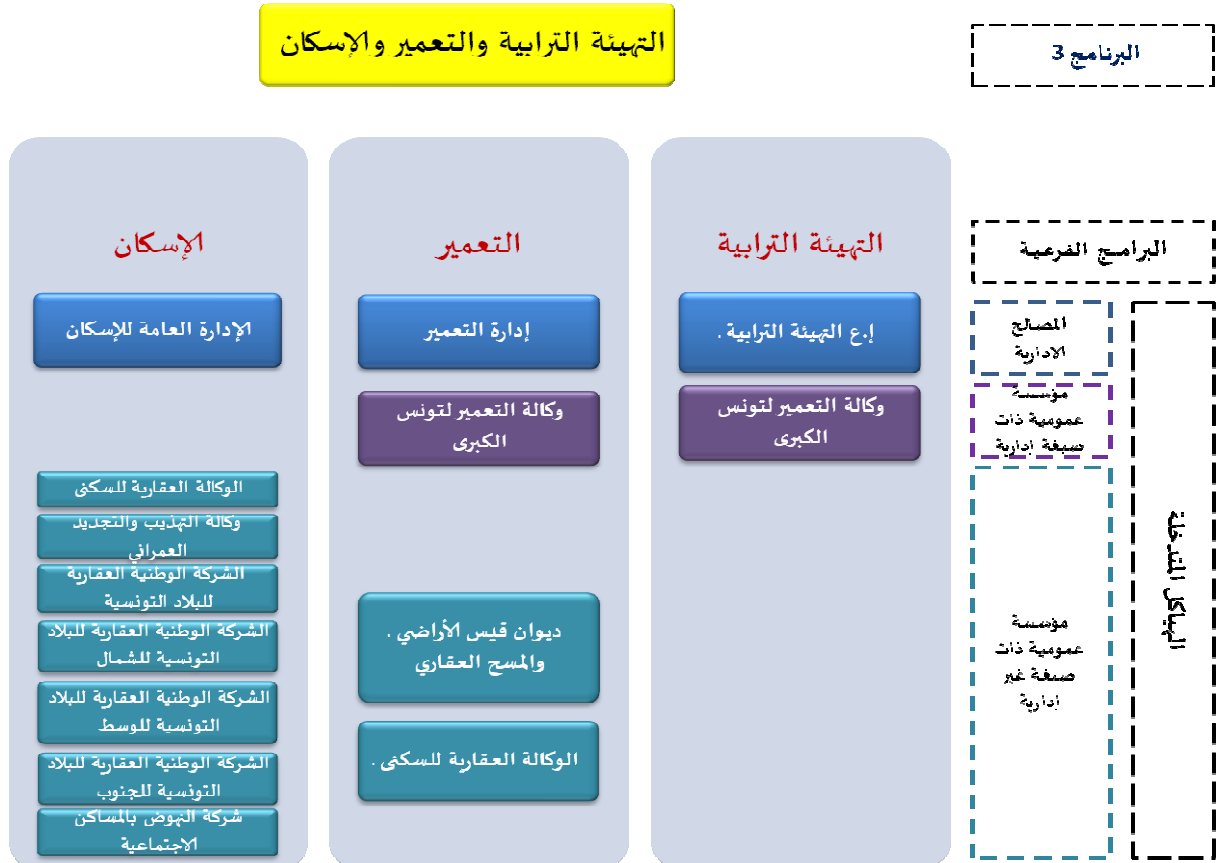 البرنامج 3
التهيئة الترابية والتعمير والإسكان
البرامج الفرعية
التهيئة الترابية
التعمير
الإسكان
الهياكل المتدخلة
المصالح
الادارية
إ.ع التهيئة الترابية .
إدارة التعمير
الإدارة العامة للإسكان
مؤسسة
عمومية ذات
صبغة إدارية
وكالة التعمير لتونس
الكبرى
وكالة التعمير لتونس
الكبرى
مؤسسة
عمومية ذات
صبغة غير
إدارية
ديوان قيس الأراضي .
والمسح العقاري
الوكالة العقارية للسكنى .
الوكالة العقارية للسكنى
وكالة التهذيب والتجديد
العمراني
الشركة الوطنية العقارية
للبلاد التونسية
الشركة الوطنية العقارية للبلاد
التونسية للشمال
الشركة الوطنية العقارية للبلاد
التونسية للوسط
الشركة الوطنية العقارية للبلاد
التونسية للجنوب
شركة النهوض بالمساكن
الاجتماعية